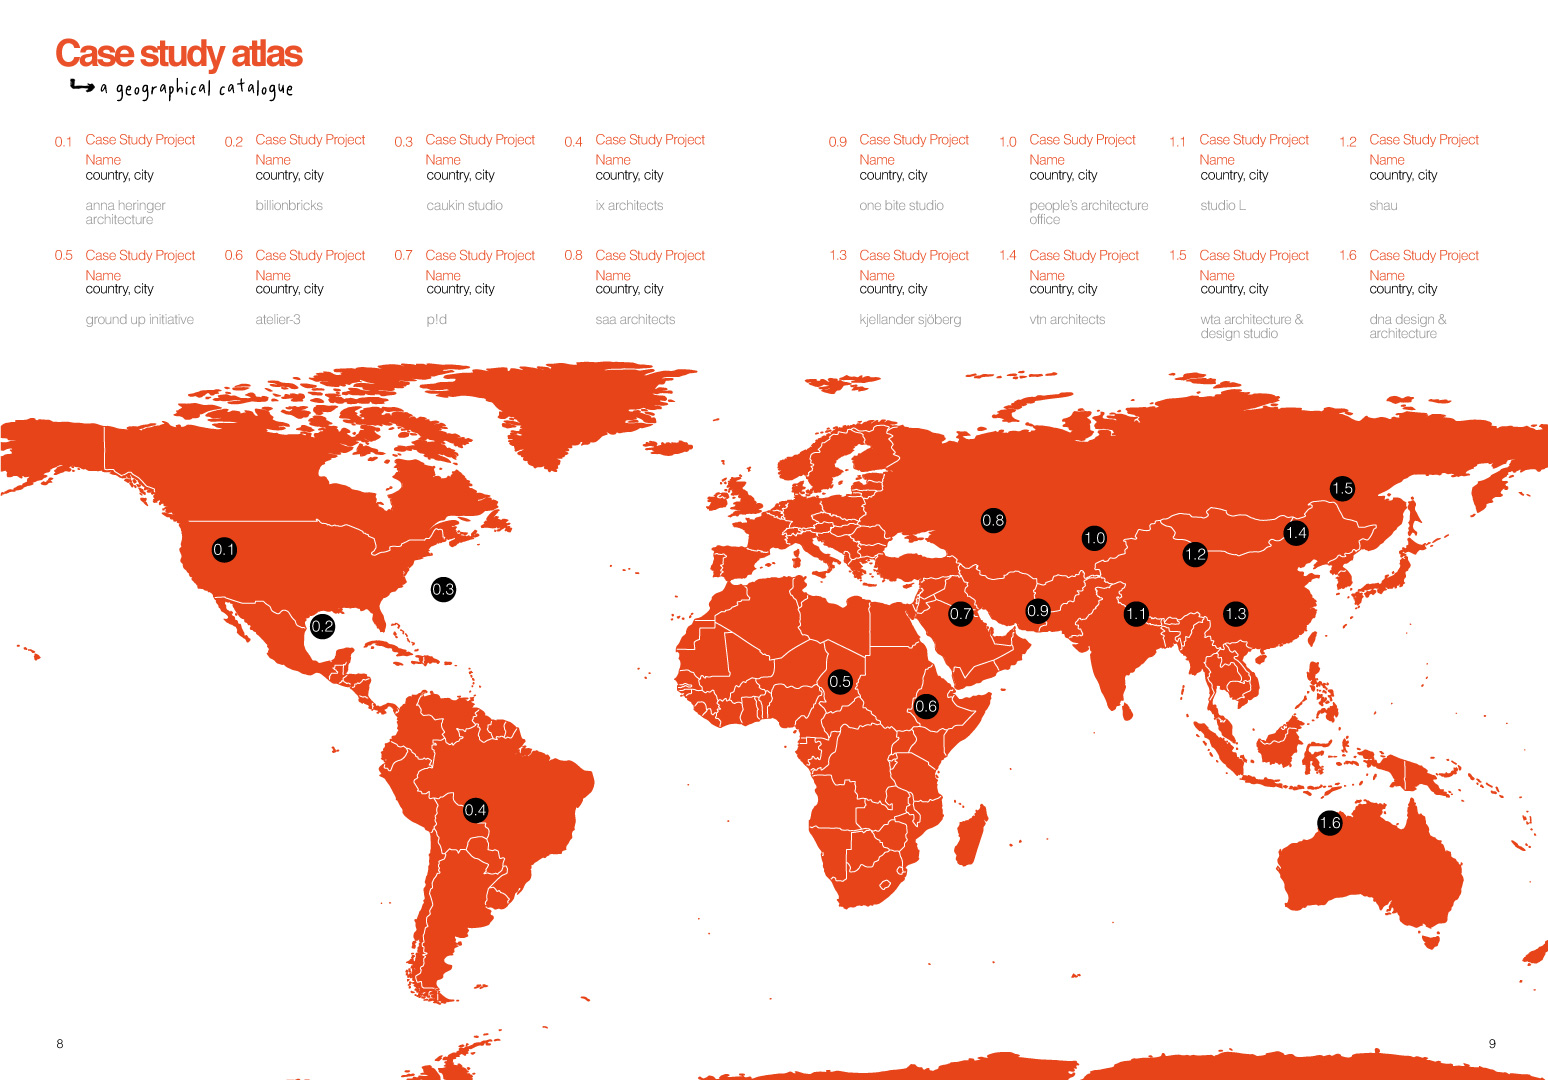 Case study atlas
a geographical catalogue
0.1 Case Study Project
Name
country, city
anna heringer
architecture
0.2 Case Study Project
Name
country, city
billionbricks
0.3 Case Study Project
Name
country, city
caukin studio
0.4 Case Study Project
Name
country, city
ix architects
0.5 Case Study Project
Name
country, city
ground up initiative
0.6 Case Study Project
Name
country, city
atelier-3
0.7 Case Study Project
Name
country, city
p!d
0.8 Case Study Project
Name
country, city
saa architects
0.9 Case Study Project
Name
country, city
one bite studio
1.0 Case Sudy Project
Name
country, city
people's architecture
office
1.1 Case Study Project
Name
country, city
studio L
1.2 Case Study Project
Name
country, city
shau
1.3 Case Study Project
Name
country, city
kjellander sjöberg
1.4 Case Study Project
Name
country, city
vtn architects
1.5 Case Study Project
Name
country, city
wta architecture &
design studio
1.6 Case Study Project
Name
country, city
dna design &
architecture
1.5
0.8
1.4
1.0
0.1
1.2
0.3
0.9
0.7
1.1
1.3
0.2
0.5
0.6
0.4
1.6
8
9